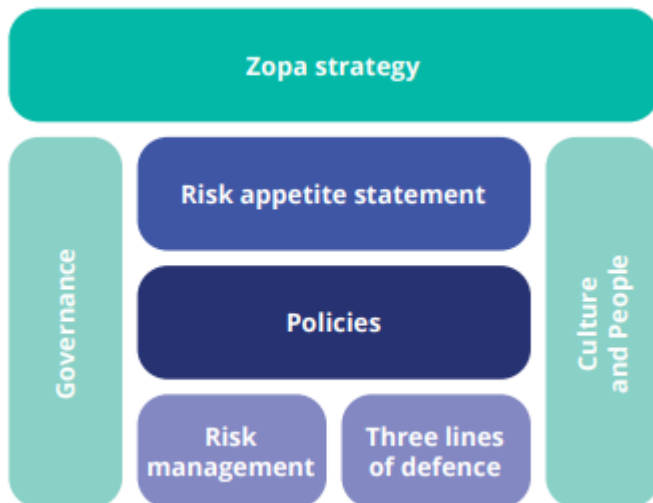 Zopa strategy
Governance
Risk appetite statement
Policies
Risk
management
Three lines
of defence
Culture
and People